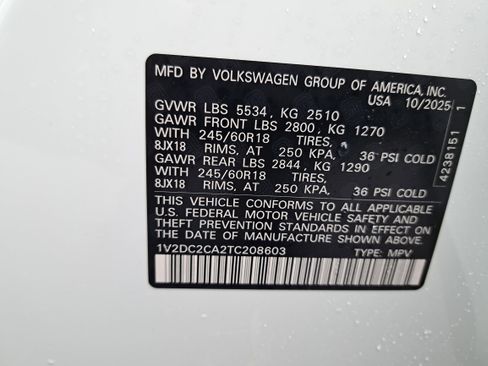 MFD BY VOLKSWAGEN GROUP OF AMERICA, INC.
USA 10/2025
GVWR LBS 5534, KG 2510
GAWR FRONT LBS 2800, KG 1270
WITH 245/60R18 TIRES,
8JX18 RIMS, AT 250 KPA, 36 PSI COLD
GAWR REAR LBS 2844, KG 1290
WITH 245/60R18 TIRES,
8JX18 RIMS, AT 250 KPA, 36 PSI COLD
THIS VEHICLE CONFORMS TO ALL APPLICABLE
U.S. FEDERAL MOTOR VEHICLE SAFETY AND
THEFT PREVENTION STANDARDS IN EFFECT ON
THE DATE OF MANUFACTURE SHOWN ABOVE.
1V2DC2CA2TC208603 TYPE: MPV
4238151 1